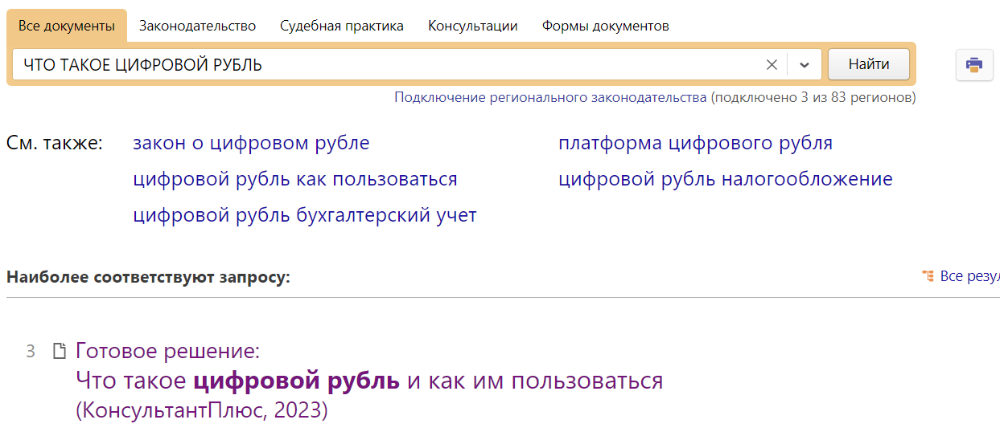 Все документы Законодательство Судебная практика Консультации Формы документов
ЧТО ТАКОЕ ЦИФРОВОЙ РУБЛЬ Найти
Подключение регионального законодательства (подключено 3 из 83 регионов)
См. также: закон о цифровом рубле платформа цифрового рубля
цифровой рубль как пользоваться цифровой рубль налогообложение
цифровой рубль бухгалтерский учет
Наиболее соответствуют запросу: Все
3 Готовое решение:
Что такое цифровой рубль и как им пользоваться
(КонсультантПлюс, 2023)